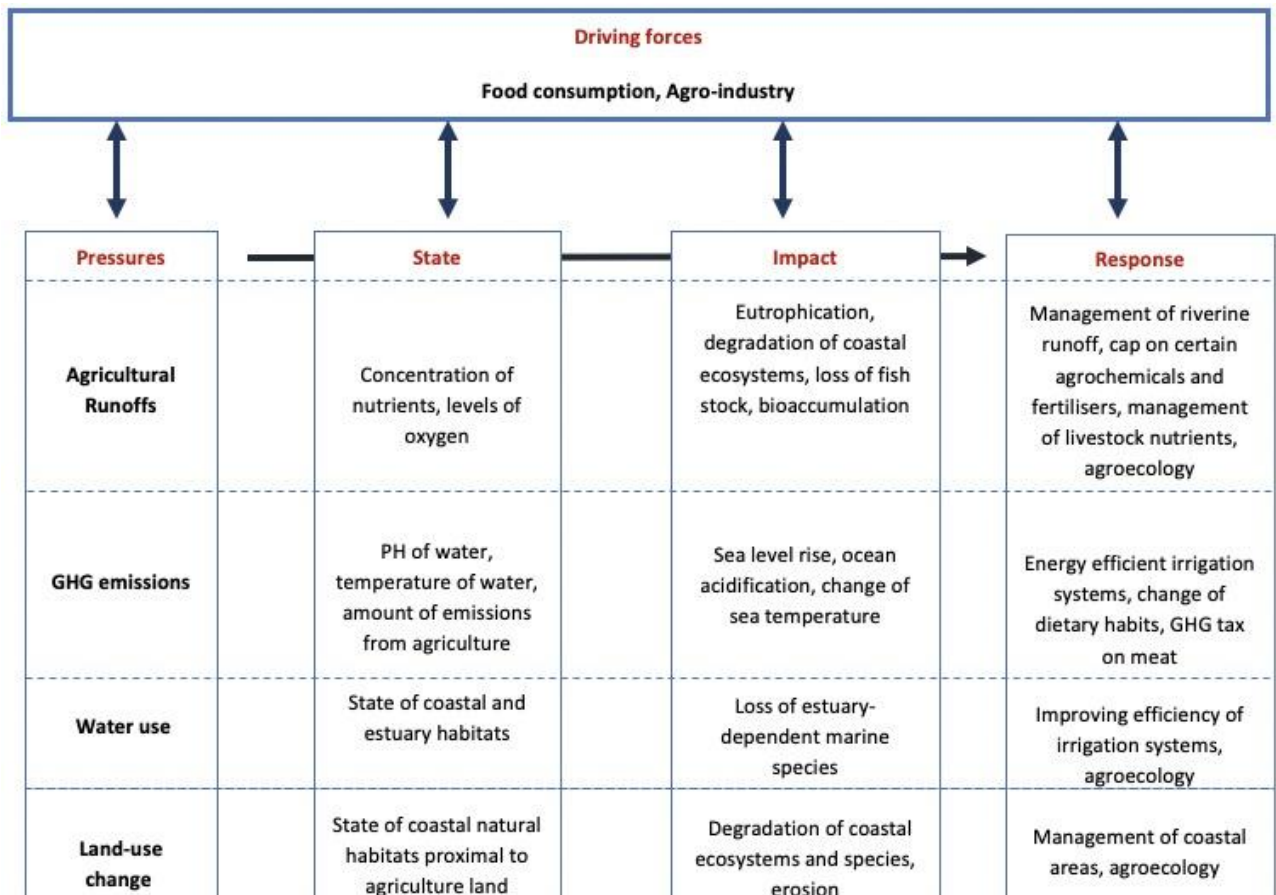 Driving forces
Food consumption, Agro-industry
Pressures
State
Impact
Response
Agricultural
Runoffs
Concentration of
nutrients, levels of
oxygen
Eutrophication,
degradation of coastal
ecosystems, loss of fish
stock, bioaccumulation
Management of riverine
runoff, cap on certain
agrochemicals and
fertilisers, management
of livestock nutrients,
agroecology
GHG emissions
PH of water,
temperature of water,
amount of emissions
from agriculture
Sea level rise, ocean
acidification, change of
sea temperature
Energy efficient irrigation
systems, change of
dietary habits, GHG tax
on meat
Water use
State of coastal and
estuary habitats
Loss of estuary-
dependent marine
species
Improving efficiency of
irrigation systems,
agroecology
Land-use
change
State of coastal natural
habitats proximal to
agriculture land
Degradation of coastal
ecosystems and species,
erosion
Management of coastal
areas, agroecology